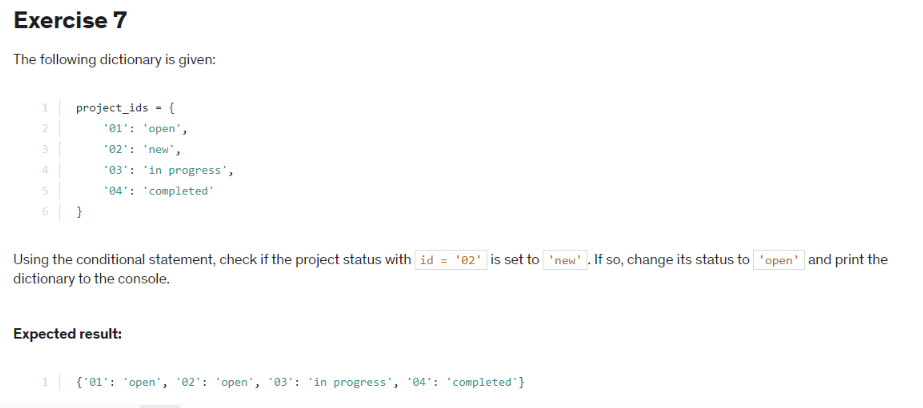 Exercise 7
The following dictionary is given:
1 project_ids = {
2 '01': 'open',
3 '02': 'new',
4 '03': 'in progress',
5 '04': 'completed'
6 }
Using the conditional statement, check if the project status with id = '02' is set to 'new' . If so, change its status to 'open' and print the
dictionary to the console.
Expected result:
1 {'01': 'open', '02': 'open', '03': 'in progress', '04': 'completed'}